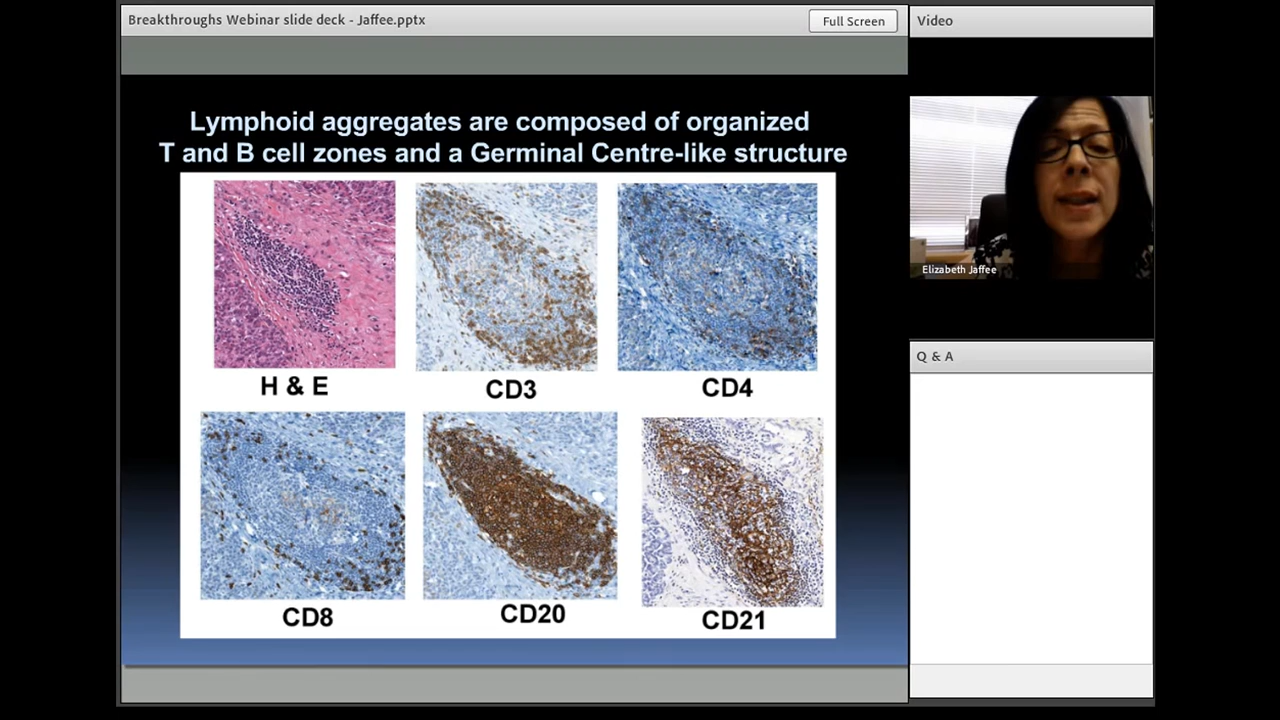 Breakthroughs Webinar slide deck - Jaffee.pptx
Full Screen
Video
Lymphoid aggregates are composed of organized
T and B cell zones and a Germinal Centre-like structure
Elizabeth Jaffee
Q & A
H & E
CD3
CD4
CD8
CD20
CD21